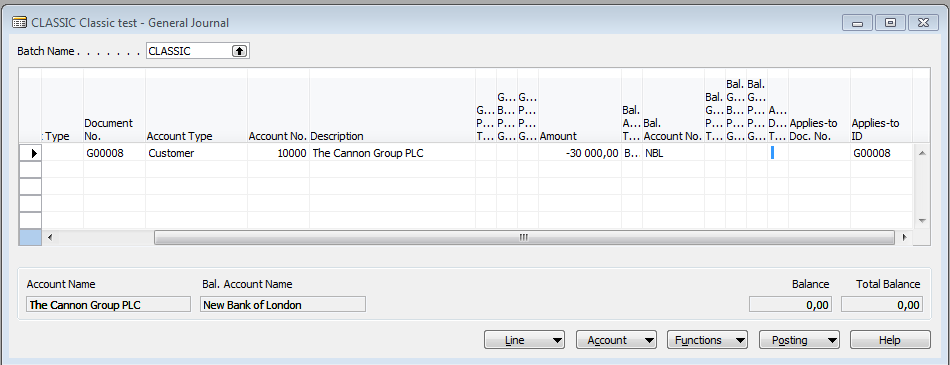 CLASSIC Classic test - General Journal
Batch Name . . . . . . . CLASSIC
t Type Document No. Account Type Account No. Description G... P... T... G... B... P... G... G... P... P... G... Amount Bal. A... T... Bal. Account No. Bal. G... P... T... Bal. G... B... P... G... Bal. G... P... P... G... A... D... T... Applies-to Doc. No. Applies-to ID
G00008 Customer 10000 The Cannon Group PLC -30 000,00 B... NBL G00008
Account Name Bal. Account Name Balance Total Balance
The Cannon Group PLC New Bank of London 0,00 0,00
Line Account Functions Posting Help